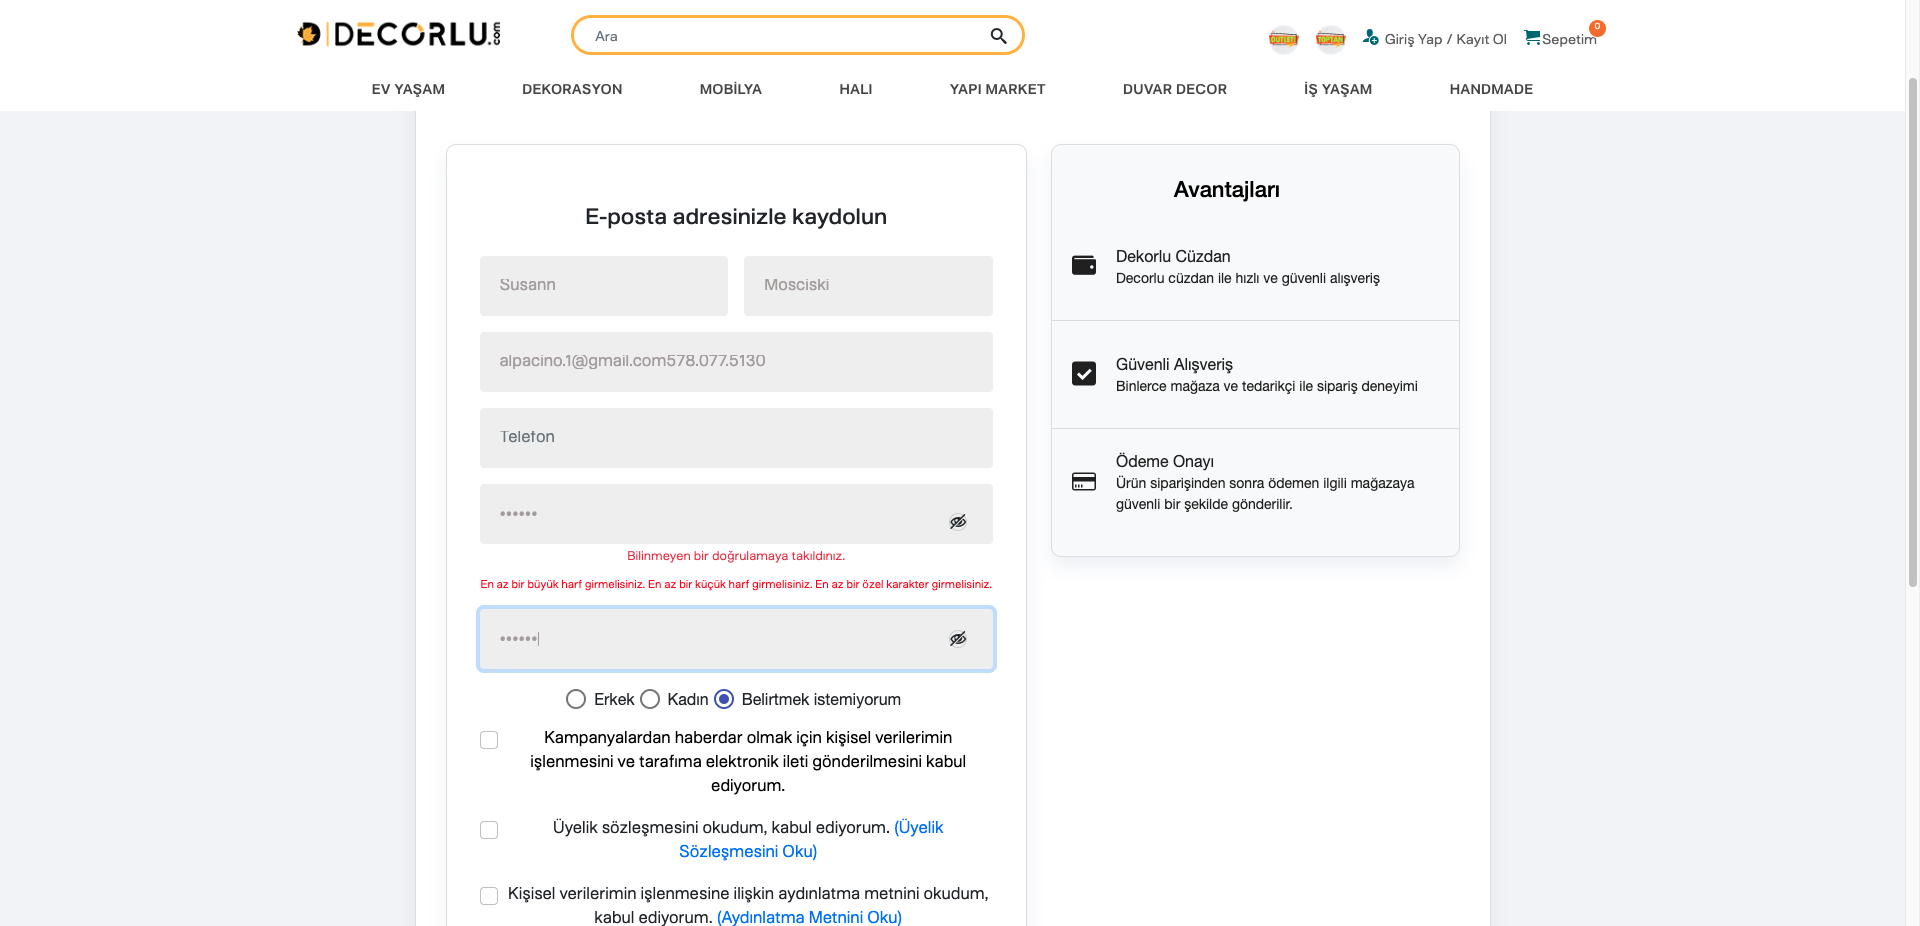 DECORLU.com
Ara
OUTLET
TOPTAN
Giriş Yap / Kayıt Ol
Sepetim
0
EV YAŞAM
DEKORASYON
MOBİLYA
HALI
YAPI MARKET
DUVAR DECOR
İŞ YAŞAM
HANDMADE
E-posta adresinizle kaydolun
Susann
Mosciski
alpacino.1@gmail.com578.077.5130
Telefon
••••••
Bilinmeyen bir doğrulamaya takıldınız.
En az bir büyük harf girmelisiniz. En az bir küçük harf girmelisiniz. En az bir özel karakter girmelisiniz.
••••••
Erkek
Kadın
Belirtmek istemiyorum
Kampanyalardan haberdar olmak için kişisel verilerimin
işlenmesini ve tarafıma elektronik ileti gönderilmesini kabul
ediyorum.
Üyelik sözleşmesini okudum, kabul ediyorum. (Üyelik
Sözleşmesini Oku)
Kişisel verilerimin işlenmesine ilişkin aydınlatma metnini okudum,
kabul ediyorum. (Aydınlatma Metnini Oku)
Avantajları
Dekorlu Cüzdan
Decorlu cüzdan ile hızlı ve güvenli alışveriş
Güvenli Alışveriş
Binlerce mağaza ve tedarikçi ile sipariş deneyimi
Ödeme Onayı
Ürün siparişinden sonra ödemen ilgili mağazaya
güvenli bir şekilde gönderilir.